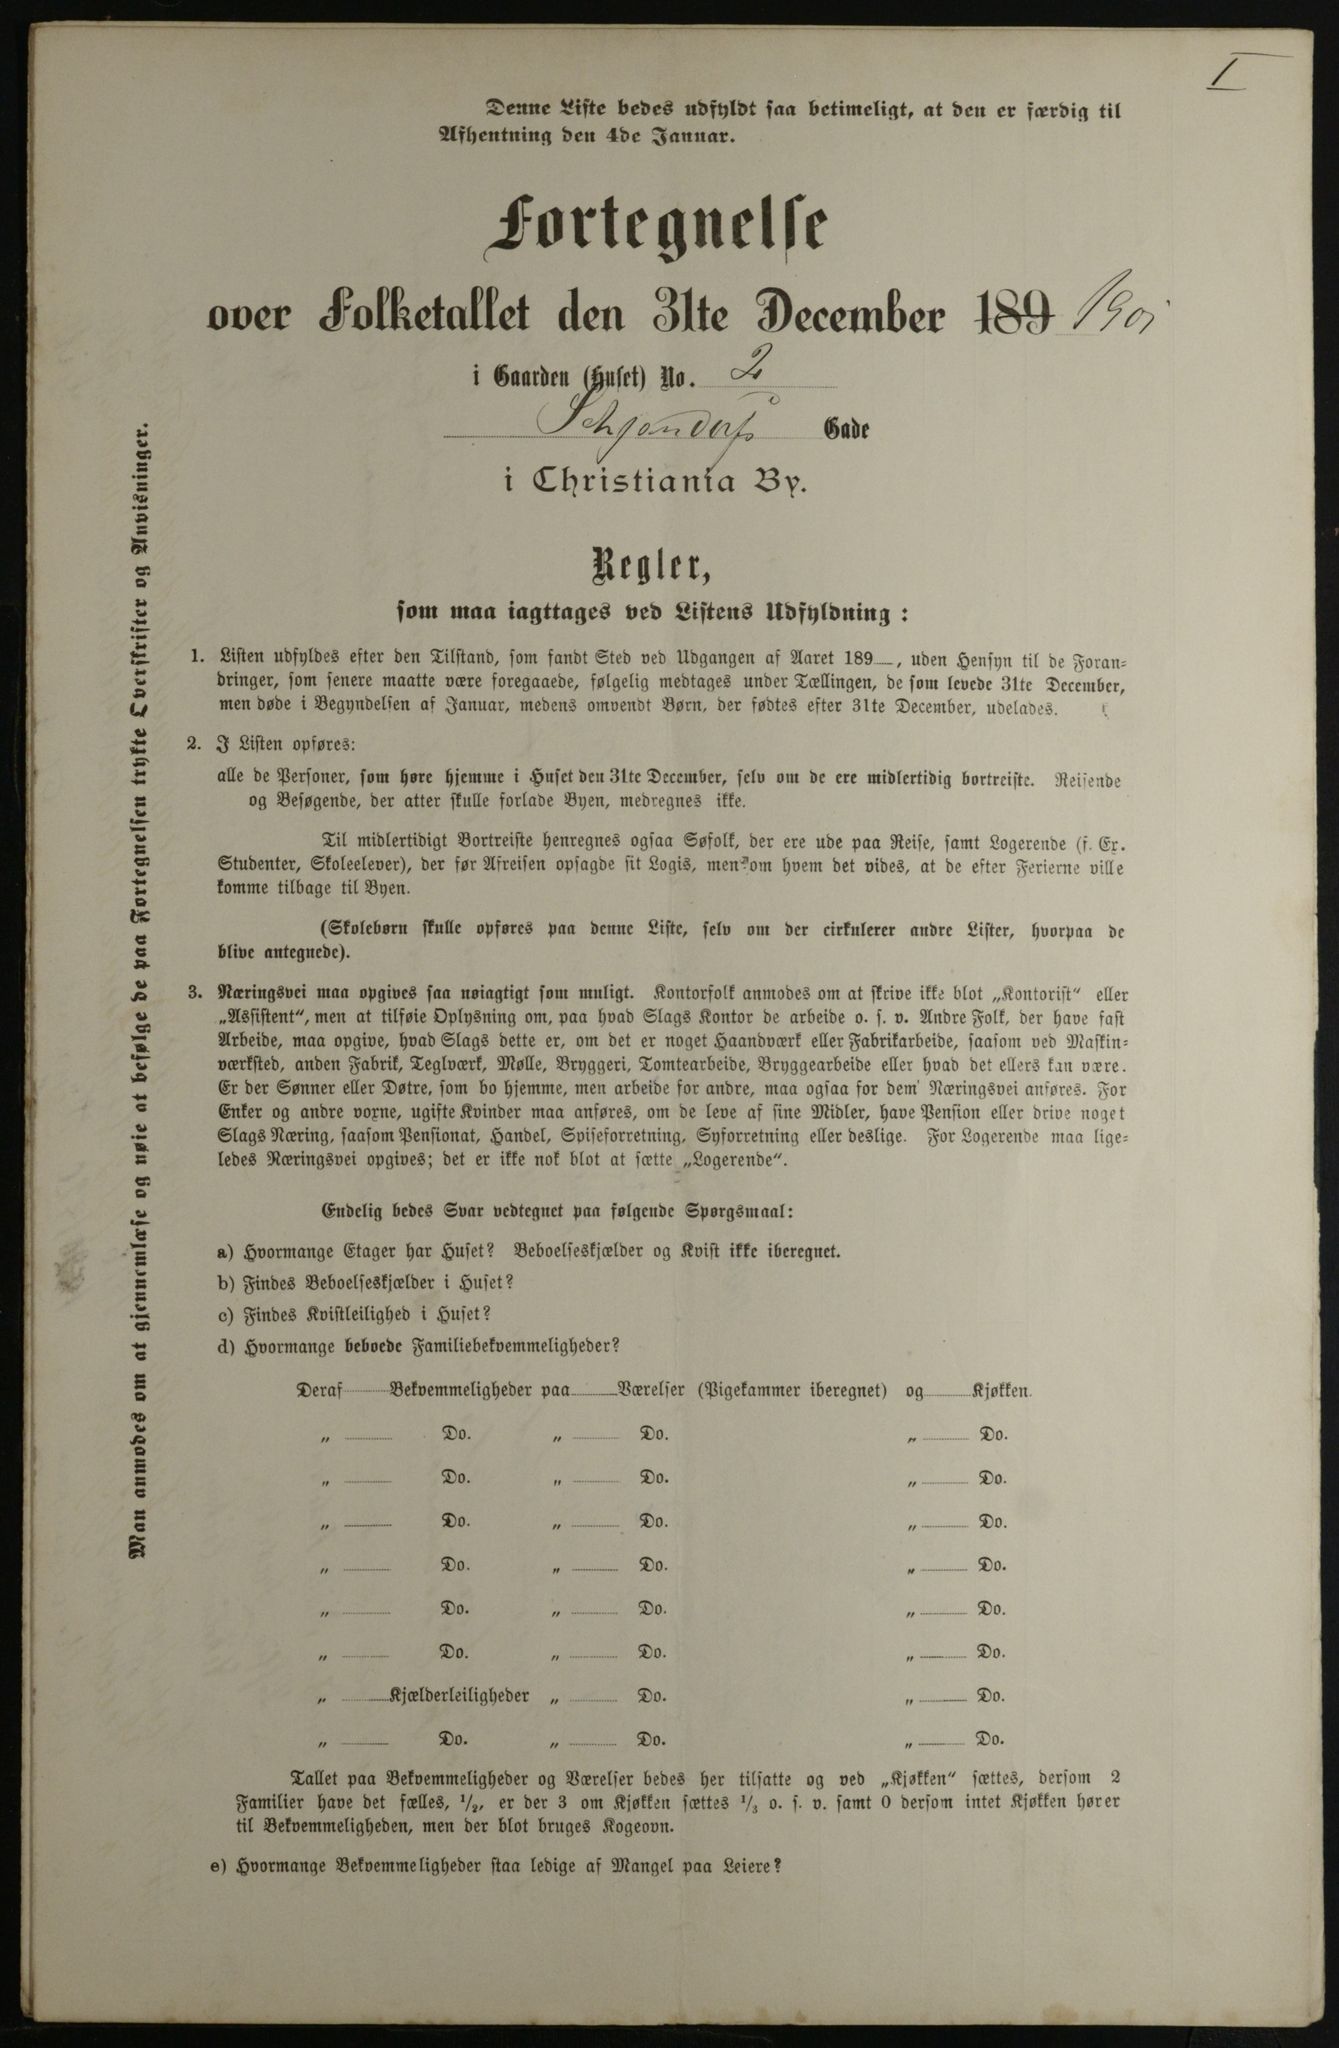 I
Denne Liste bedes udfyldt saa betimeligt, at den er færdig til
Afhentning den 4de Januar.
Fortegnelse
over Folketallet den 31te December 189 1901
i Gaarden (Huset) No. 2
Gade
i Christiania By.
Regler,
som maa iagttages ved Listens Udfyldning:
1. Listen udfyldes efter den Tilstand, som fandt Sted ved Udgangen af Aaret 189 , uden Hensyn til de Foran-
dringer, som senere maatte være foregaaede, følgelig medtages under Tællingen, de som levede 31te December,
men døde i Begyndelsen af Januar, medens omvendt Børn, der fødtes efter 31te December, udelades.
2. I Listen opføres:
alle de Personer, som høre hjemme i Huset den 31te December, selv om de ere midlertidig bortreiste. Reisende
og Besøgende, der atter skulle forlade Byen, medregnes ikke.
Til midlertidigt Bortreiste henregnes ogsaa Søfolk, der ere ude paa Reise, samt Logerende (f. Ex.
Studenter, Skoleelever), der før Afreisen opsagde sit Logis, men om hvem det vides, at de efter Ferierne ville
komme tilbage til Byen.
(Skolebørn skulle opføres paa denne Liste, selv om der cirkulerer andre Lister, hvorpaa de
blive antegnede).
3. Næringsvei maa opgives saa nøiagtigt som muligt. Kontorfolk anmodes om at skrive ikke blot „Kontorist“ eller
„Assistent“, men at tilføie Oplysning om, paa hvad Slags Kontor de arbeide o. s. v. Andre Folk, der have fast
Arbeide, maa opgive, hvad Slags dette er, om det er noget Haandværk eller Fabrikarbeide, saasom ved Maskin-
værksted, anden Fabrik, Teglværk, Mølle, Bryggeri, Tomtearbeide, Bryggearbeide eller hvad det ellers kan være.
Er der Sønner eller Døtre, som bo hjemme, men arbeide for andre, maa ogsaa for dem Næringsvei anføres. For
Enker og andre voxne, ugifte Kvinder maa anføres, om de leve af sine Midler, have Pension eller drive noget
Slags Næring, saasom Pensionat, Handel, Spiseforretning, Syforretning eller deslige. For Logerende maa lige-
ledes Næringsvei opgives; det er ikke nok blot at sætte „Logerende“.
Endelig bedes Svar vedtegnet paa følgende Spørgsmaal:
a) Hvormange Etager har Huset? Beboelseskjælder og Kvist ikke iberegnet.
b) Findes Beboelseskjælder i Huset?
c) Findes Kvistleilighed i Huset?
d) Hvormange beboede Familiebekvemmeligheder?
Deraf Bekvemmeligheder paa Værelser (Pigekammer iberegnet) og Kjøkken
„ Do. „ Do. „ Do.
„ Do. „ Do. „ Do.
„ Do. „ Do. „ Do.
„ Do. „ Do. „ Do.
„ Do. „ Do. „ Do.
„ Do. „ Do. „ Do.
„ Kjælderleiligheder „ Do. „ Do.
„ Do. „ Do. „ Do.
Tallet paa Bekvemmeligheder og Værelser bedes her tilsatte og ved „Kjøkken“ sættes, dersom 2
Familier have det fælles, 1/2, er der 3 om Kjøkken sættes 1/3 o. s. v. samt 0 dersom intet Kjøkken hører
til Bekvemmeligheden, men der blot bruges Kogeovn.
e) Hvormange Bekvemmeligheder staa ledige af Mangel paa Leiere?
Man anmodes om at gjennemlæse og nøie at befølge de paa Fortegnelsen trykte Overskrifter og Anvisninger.